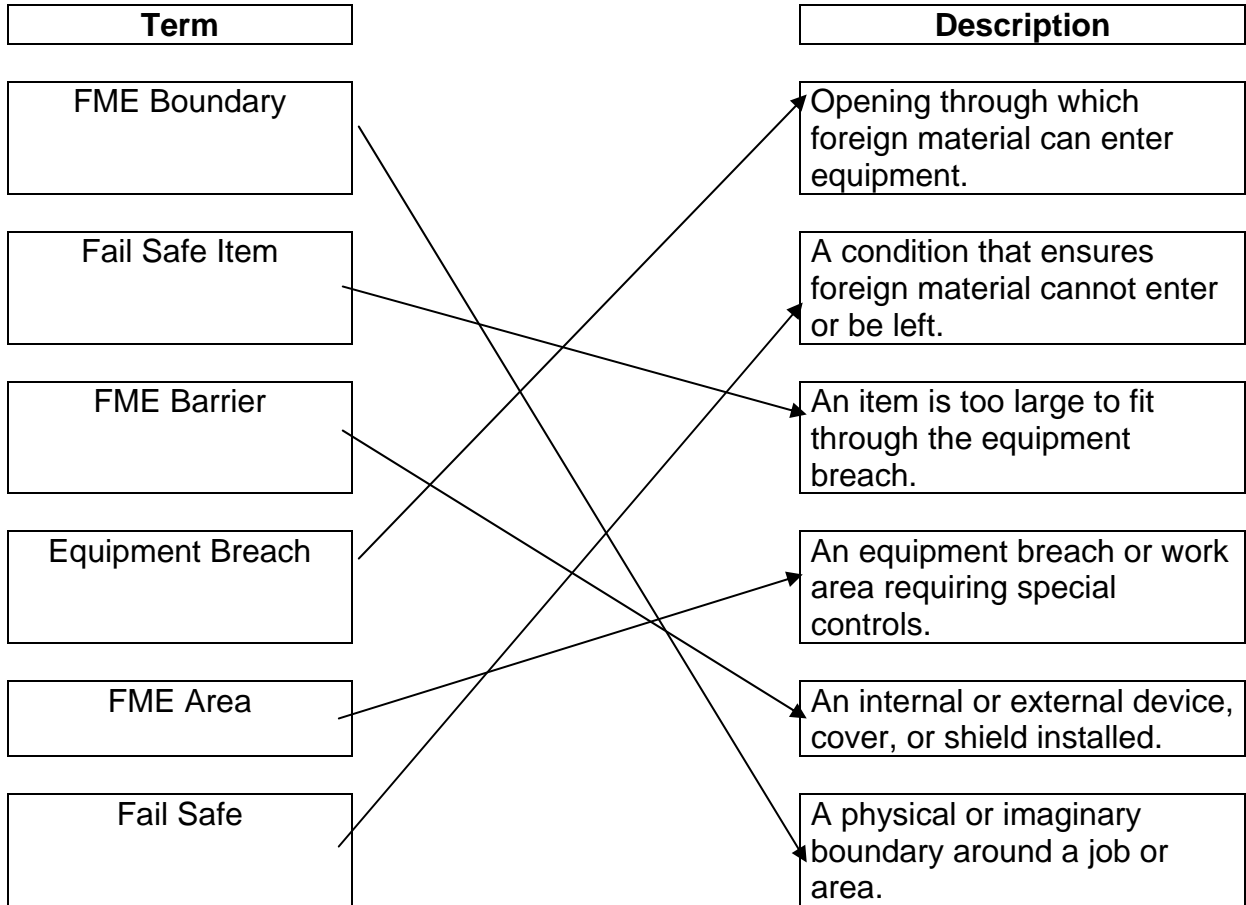 Term
Description
FME Boundary
Opening through which
foreign material can enter
equipment.
Fail Safe Item
A condition that ensures
foreign material cannot enter
or be left.
FME Barrier
An item is too large to fit
through the equipment
breach.
Equipment Breach
An equipment breach or work
area requiring special
controls.
FME Area
An internal or external device,
cover, or shield installed.
Fail Safe
A physical or imaginary
boundary around a job or
area.